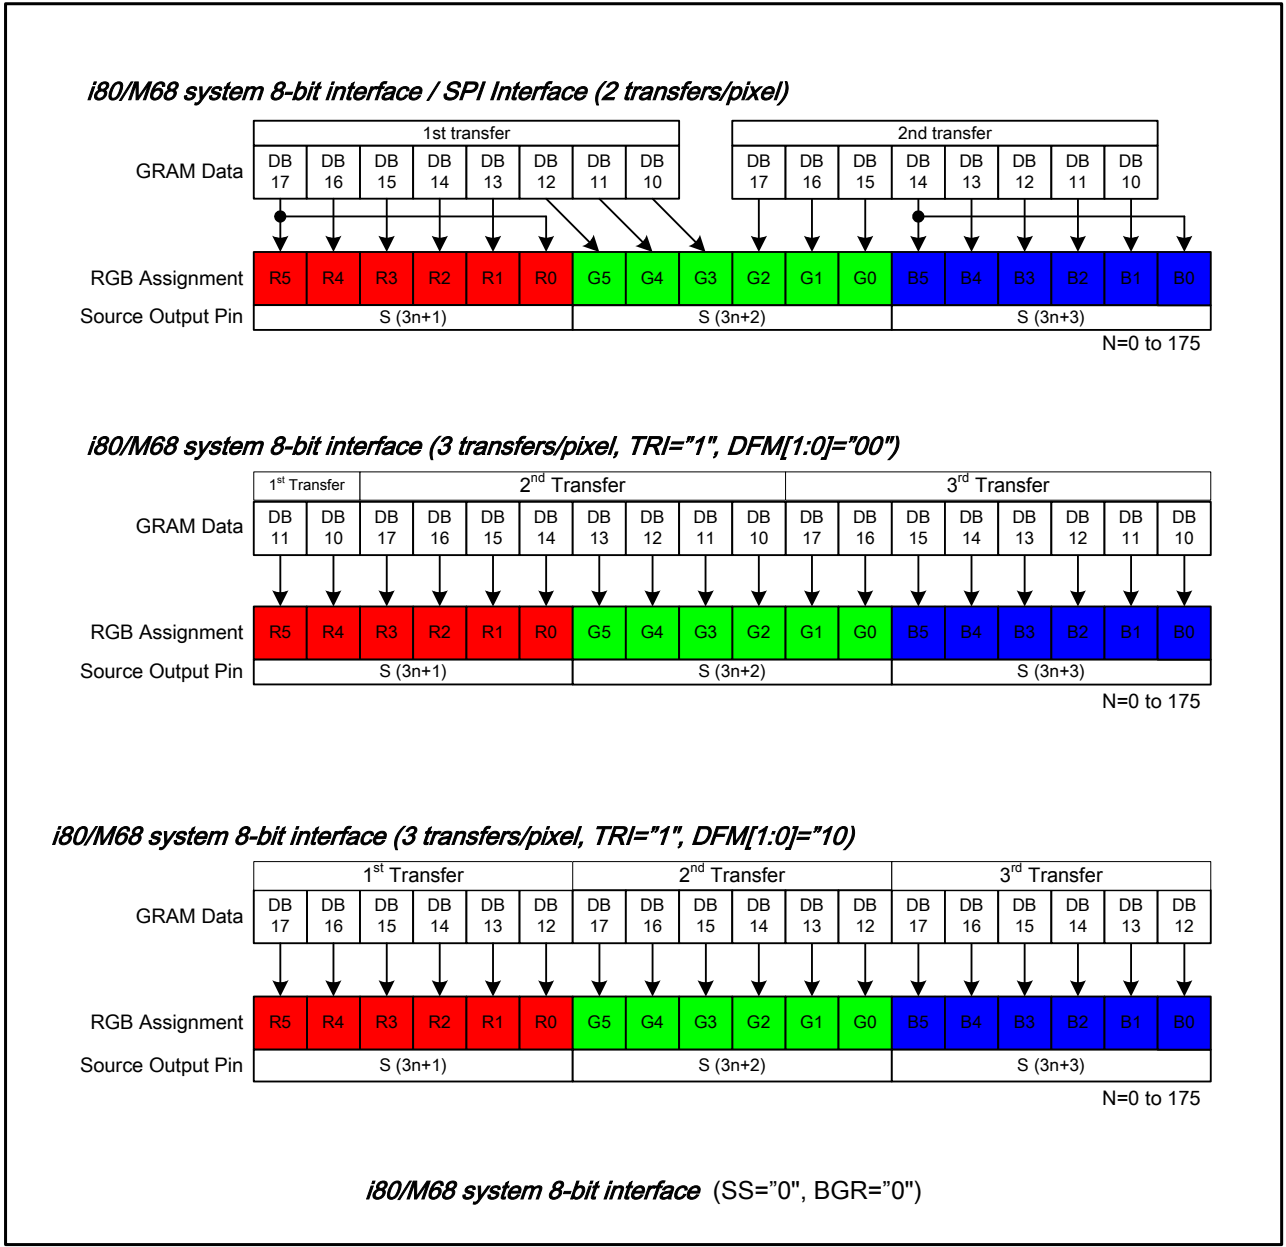 i80/M68 system 8-bit interface / SPI Interface (2 transfers/pixel)
1st transfer 2nd transfer
GRAM Data DB 17 DB 16 DB 15 DB 14 DB 13 DB 12 DB 11 DB 10 DB 17 DB 16 DB 15 DB 14 DB 13 DB 12 DB 11 DB 10
RGB Assignment R5 R4 R3 R2 R1 R0 G5 G4 G3 G2 G1 G0 B5 B4 B3 B2 B1 B0
Source Output Pin S (3n+1) S (3n+2) S (3n+3)
N=0 to 175
i80/M68 system 8-bit interface (3 transfers/pixel, TRI=”1", DFM[1:0]=”00")
1st Transfer 2nd Transfer 3rd Transfer
GRAM Data DB 11 DB 10 DB 17 DB 16 DB 15 DB 14 DB 13 DB 12 DB 11 DB 10 DB 17 DB 16 DB 15 DB 14 DB 13 DB 12 DB 11 DB 10
RGB Assignment R5 R4 R3 R2 R1 R0 G5 G4 G3 G2 G1 G0 B5 B4 B3 B2 B1 B0
Source Output Pin S (3n+1) S (3n+2) S (3n+3)
N=0 to 175
i80/M68 system 8-bit interface (3 transfers/pixel, TRI=”1", DFM[1:0]=”10)
1st Transfer 2nd Transfer 3rd Transfer
GRAM Data DB 17 DB 16 DB 15 DB 14 DB 13 DB 12 DB 17 DB 16 DB 15 DB 14 DB 13 DB 12 DB 17 DB 16 DB 15 DB 14 DB 13 DB 12
RGB Assignment R5 R4 R3 R2 R1 R0 G5 G4 G3 G2 G1 G0 B5 B4 B3 B2 B1 B0
Source Output Pin S (3n+1) S (3n+2) S (3n+3)
N=0 to 175
i80/M68 system 8-bit interface (SS=”0", BGR=”0")